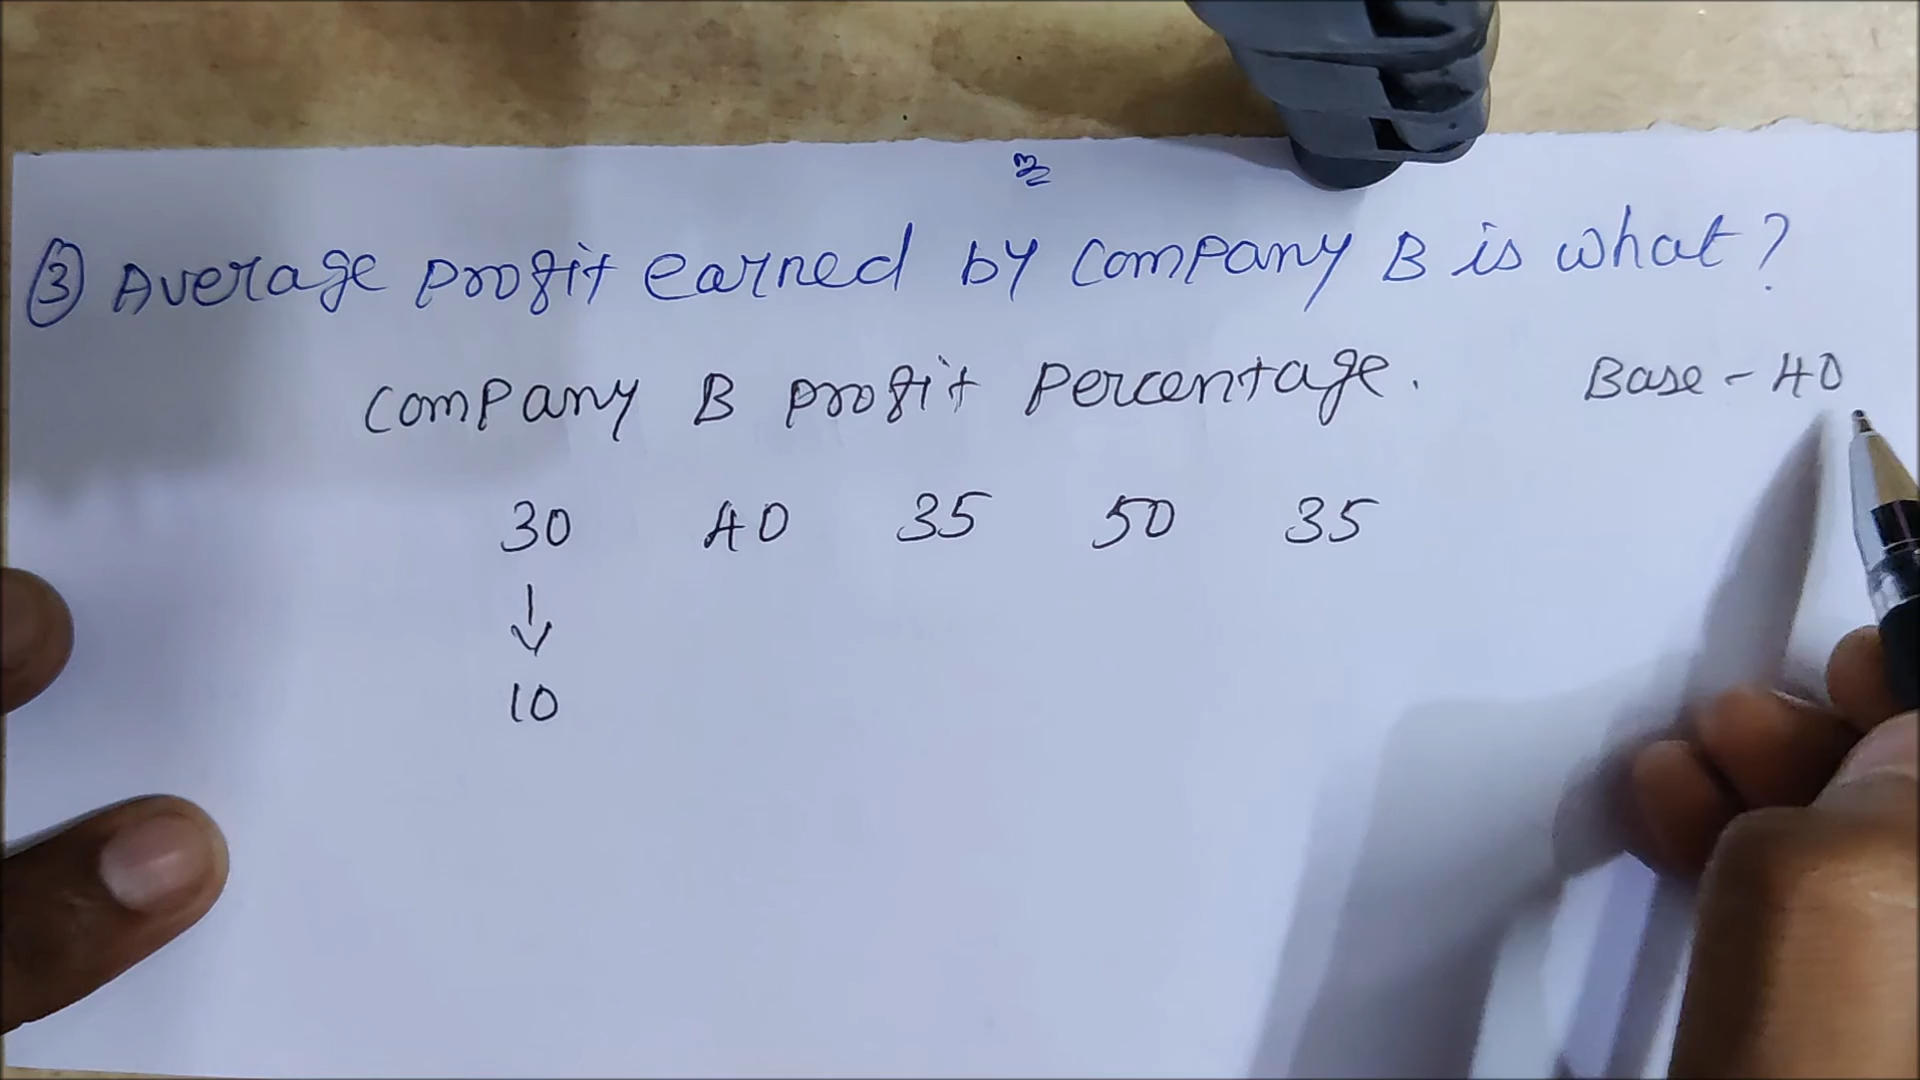 ③ Average profit earned by company B is what?
company B profit Percentage. Base - 40
30 40 35 50 35
↓
10